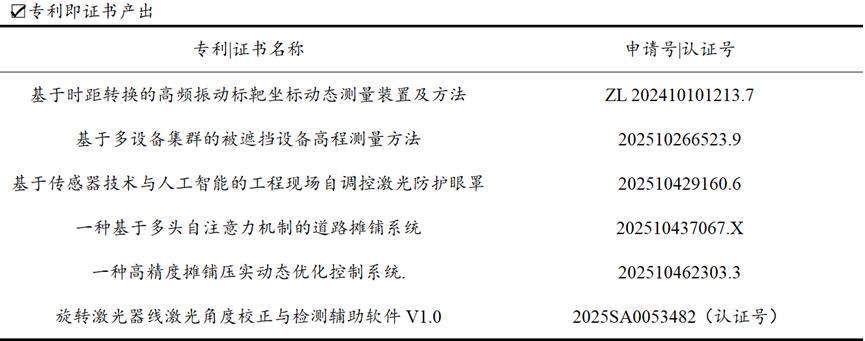 ☑专利即证书产出
专利|证书名称 申请号|认证号
基于时距转换的高频振动标靶坐标动态测量装置及方法 ZL 202410101213.7
基于多设备集群的被遮挡设备高程测量方法 202510266523.9
基于传感器技术与人工智能的工程现场自调控激光防护眼罩 202510429160.6
一种基于多头自注意力机制的道路摊铺系统 202510437067.X
一种高精度摊铺压实动态优化控制系统. 202510462303.3
旋转激光器线激光角度校正与检测辅助软件 V1.0 2025SA0053482（认证号）